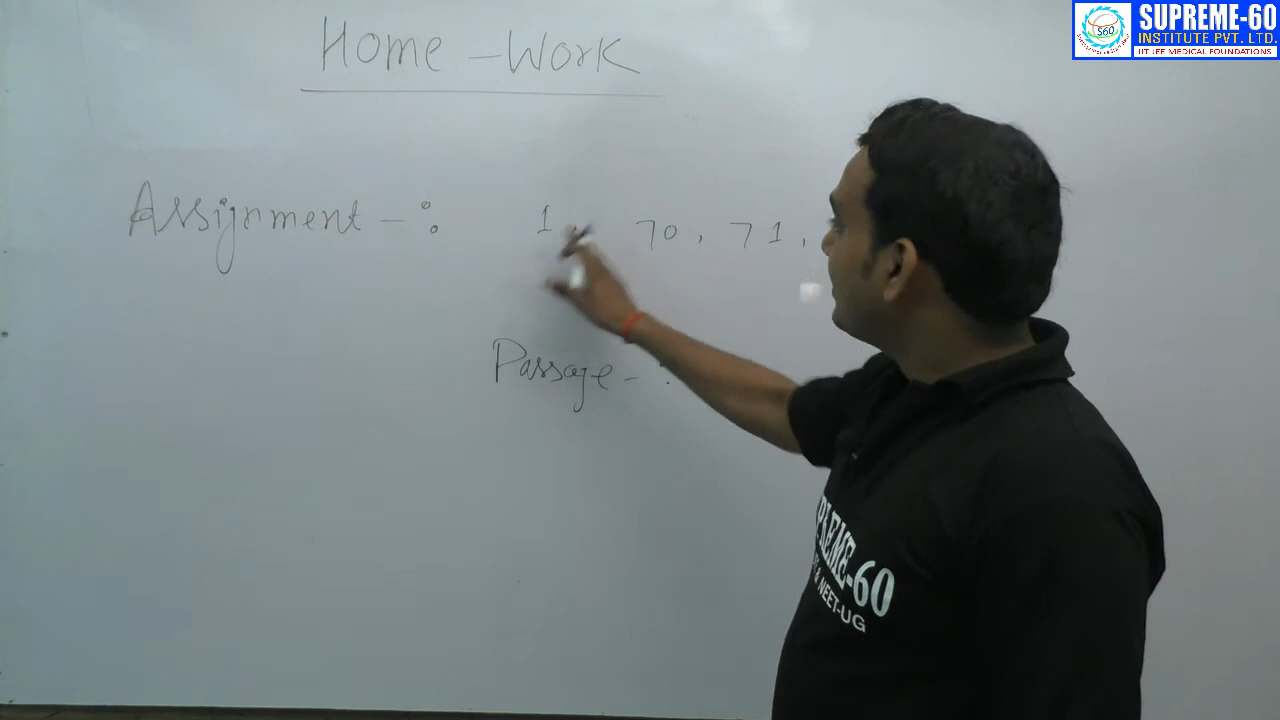 SUPREME-60
INSTITUTE PVT. LTD.
IIT JEE MEDICAL FOUNDATIONS
S60
Home - Work
Assignment -: 1, 70, 71,
Passage - :
PREME-60
& NEET-UG